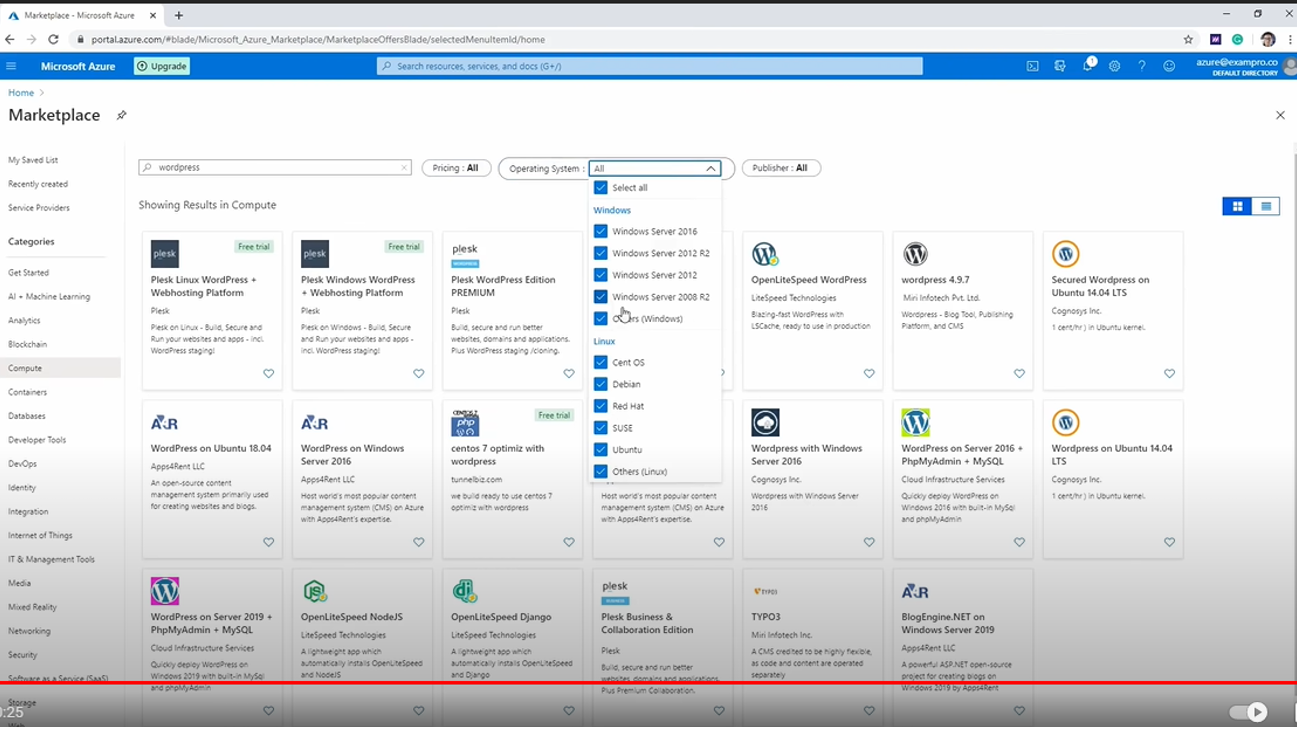 Marketplace - Microsoft Azure
portal.azure.com/#blade/Microsoft_Azure_Marketplace/MarketplaceOffersBlade/selectedMenuItemId/home
Microsoft Azure
Upgrade
Search resources, services, and docs (G+/)
1
azure@exampro.co
DEFAULT DIRECTORY
Home
Marketplace
My Saved List
Recently created
Service Providers
Categories
Get Started
AI + Machine Learning
Analytics
Blockchain
Compute
Containers
Databases
Developer Tools
DevOps
Identity
Integration
Internet of Things
IT & Management Tools
Media
Mixed Reality
Networking
Security
Software as a Service (SaaS)
Storage
wordpress
Pricing : All
Operating System :
All
Publisher : All
Showing Results in Compute
Select all
Windows
Windows Server 2016
Windows Server 2012 R2
Windows Server 2012
Windows Server 2008 R2
(Windows)
Linux
Cent OS
Debian
Red Hat
SUSE
Ubuntu
Others (Linux)
plesk
Free trial
Plesk Linux WordPress +
Webhosting Platform
Plesk
Plesk on Linux - Build, Secure and
Run your websites and apps -
incl. WordPress staging!
plesk
Free trial
Plesk Windows WordPress
+ Webhosting Platform
Plesk
Plesk on Windows - Build, Secure
and Run your websites and apps -
incl. WordPress staging!
plesk
WORDPRESS
Plesk WordPress Edition
PREMIUM
Plesk
Build, secure and run better
websites, domains and applications.
Plus WordPress staging /cloning.
OpenLiteSpeed WordPress
LiteSpeed Technologies
Blazing-fast WordPress with
LSCache, ready to use in production
wordpress 4.9.7
Miri Infotech Pvt. Ltd.
WordPress - Blog Tool, Publishing
Platform, and CMS
Secured Wordpress on
Ubuntu 14.04 LTS
Cognosys Inc.
1 cent/hr ) in Ubuntu kernel.
A4R
WordPress on Ubuntu 18.04
Apps4Rent LLC
An open-source content
management system primarily used
for creating websites and blogs.
A4R
WordPress on Windows
Server 2016
Apps4Rent LLC
Host world's most popular content
management system (CMS) on Azure
with Apps4Rent's expertise.
CENTOS 7
php
Free trial
centos 7 optimiz with
wordpress
tunnelbiz.com
we build ready to use centos 7
optimiz with wordpress
Apps4Rent LLC
Host world's most popular content
management system (CMS) on Azure
with Apps4Rent's expertise.
Wordpress with Windows
Server 2016
Cognosys Inc.
Wordpress with Windows Server
2016
WordPress on Server 2016 +
PhpMyAdmin + MySQL
Cloud Infrastructure Services
Quickly deploy WordPress on
Windows 2016 with built-in MySql
and phpMyAdmin
Wordpress on Ubuntu 14.04
LTS
Cognosys Inc.
1 cent/hr ) in Ubuntu kernel.
WordPress on Server 2019 +
PhpMyAdmin + MySQL
Cloud Infrastructure Services
Quickly deploy WordPress on
Windows 2019 with built-in MySql
and phpMyAdmin
OpenLiteSpeed NodeJS
LiteSpeed Technologies
A lightweight app which
automatically installs OpenLiteSpeed
and NodeJS
OpenLiteSpeed Django
LiteSpeed Technologies
A lightweight app which
automatically installs OpenLiteSpeed
and Django
plesk
Plesk Business &
Collaboration Edition
Plesk
Build, secure and run better
websites, domains and applications.
Plus Premium Collaboration.
TYPO3
TYPO3
Miri Infotech Inc.
A CMS credited to be highly flexible,
as code and content are operated
separately
A4R
BlogEngine.NET on
Windows Server 2019
Apps4Rent LLC
A powerful ASP.NET open-source
project for creating blogs on
Windows 2019 by Apps4Rent
:25